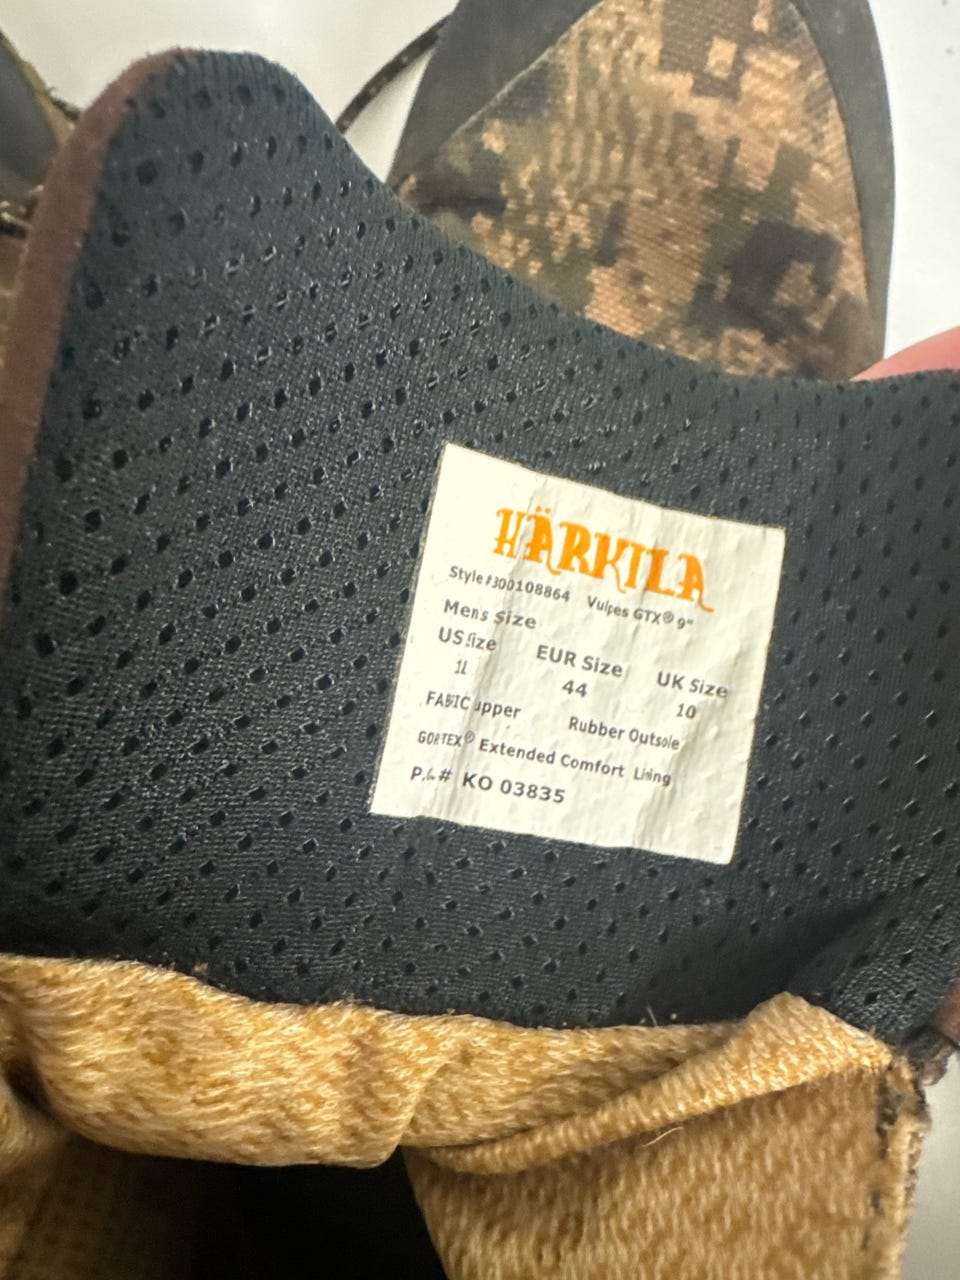 HÄRKILA
Style#300108864 Vulpes GTX® 9"
Mens Size
US Size EUR Size UK Size
11 44 10
FABRIC upper Rubber Outsole
GORTEX® Extended Comfort Lining
P.O.# KO 03835